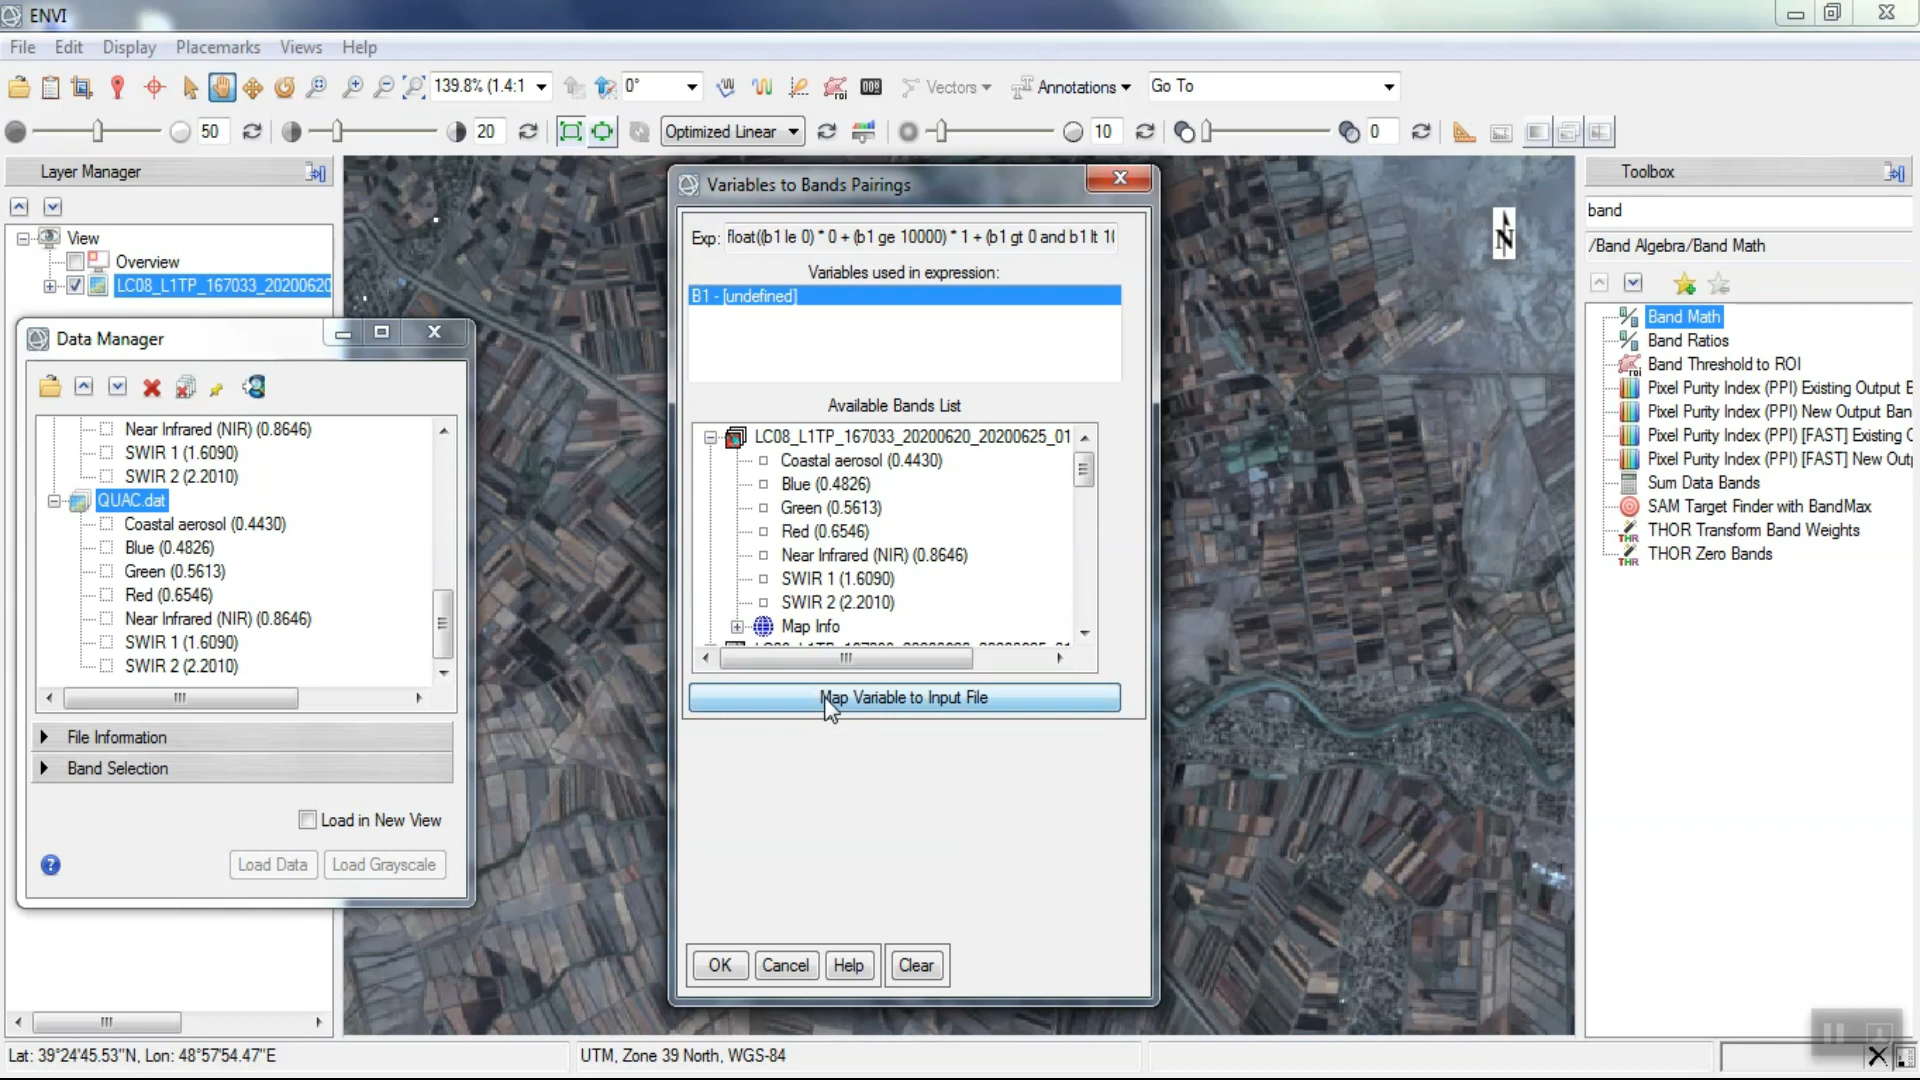 ENVI
File Edit Display Placemarks Views Help
139.8% (1.4:1 0° Vectors Annotations Go To
50 20 Optimized Linear 10 0
Layer Manager
View
Overview
LC08_L1TP_167033_20200620
Data Manager
Near Infrared (NIR) (0.8646)
SWIR 1 (1.6090)
SWIR 2 (2.2010)
QUAC.dat
Coastal aerosol (0.4430)
Blue (0.4826)
Green (0.5613)
Red (0.6546)
Near Infrared (NIR) (0.8646)
SWIR 1 (1.6090)
SWIR 2 (2.2010)
File Information
Band Selection
Load in New View
Load Data Load Grayscale
Variables to Bands Pairings
Exp: float((b1 le 0) * 0 + (b1 ge 10000) * 1 + (b1 gt 0 and b1 lt 10
Variables used in expression:
B1 - [undefined]
Available Bands List
LC08_L1TP_167033_20200620_20200625_01
Coastal aerosol (0.4430)
Blue (0.4826)
Green (0.5613)
Red (0.6546)
Near Infrared (NIR) (0.8646)
SWIR 1 (1.6090)
SWIR 2 (2.2010)
Map Info
Map Variable to Input File
OK Cancel Help Clear
N
Toolbox
band
/Band Algebra/Band Math
Band Math
Band Ratios
Band Threshold to ROI
Pixel Purity Index (PPI) Existing Output E
Pixel Purity Index (PPI) New Output Ban
Pixel Purity Index (PPI) [FAST] Existing
Pixel Purity Index (PPI) [FAST] New Out
Sum Data Bands
SAM Target Finder with BandMax
THOR Transform Band Weights
THOR Zero Bands
Lat: 39°24'45.53"N, Lon: 48°57'54.47"E UTM, Zone 39 North, WGS-84